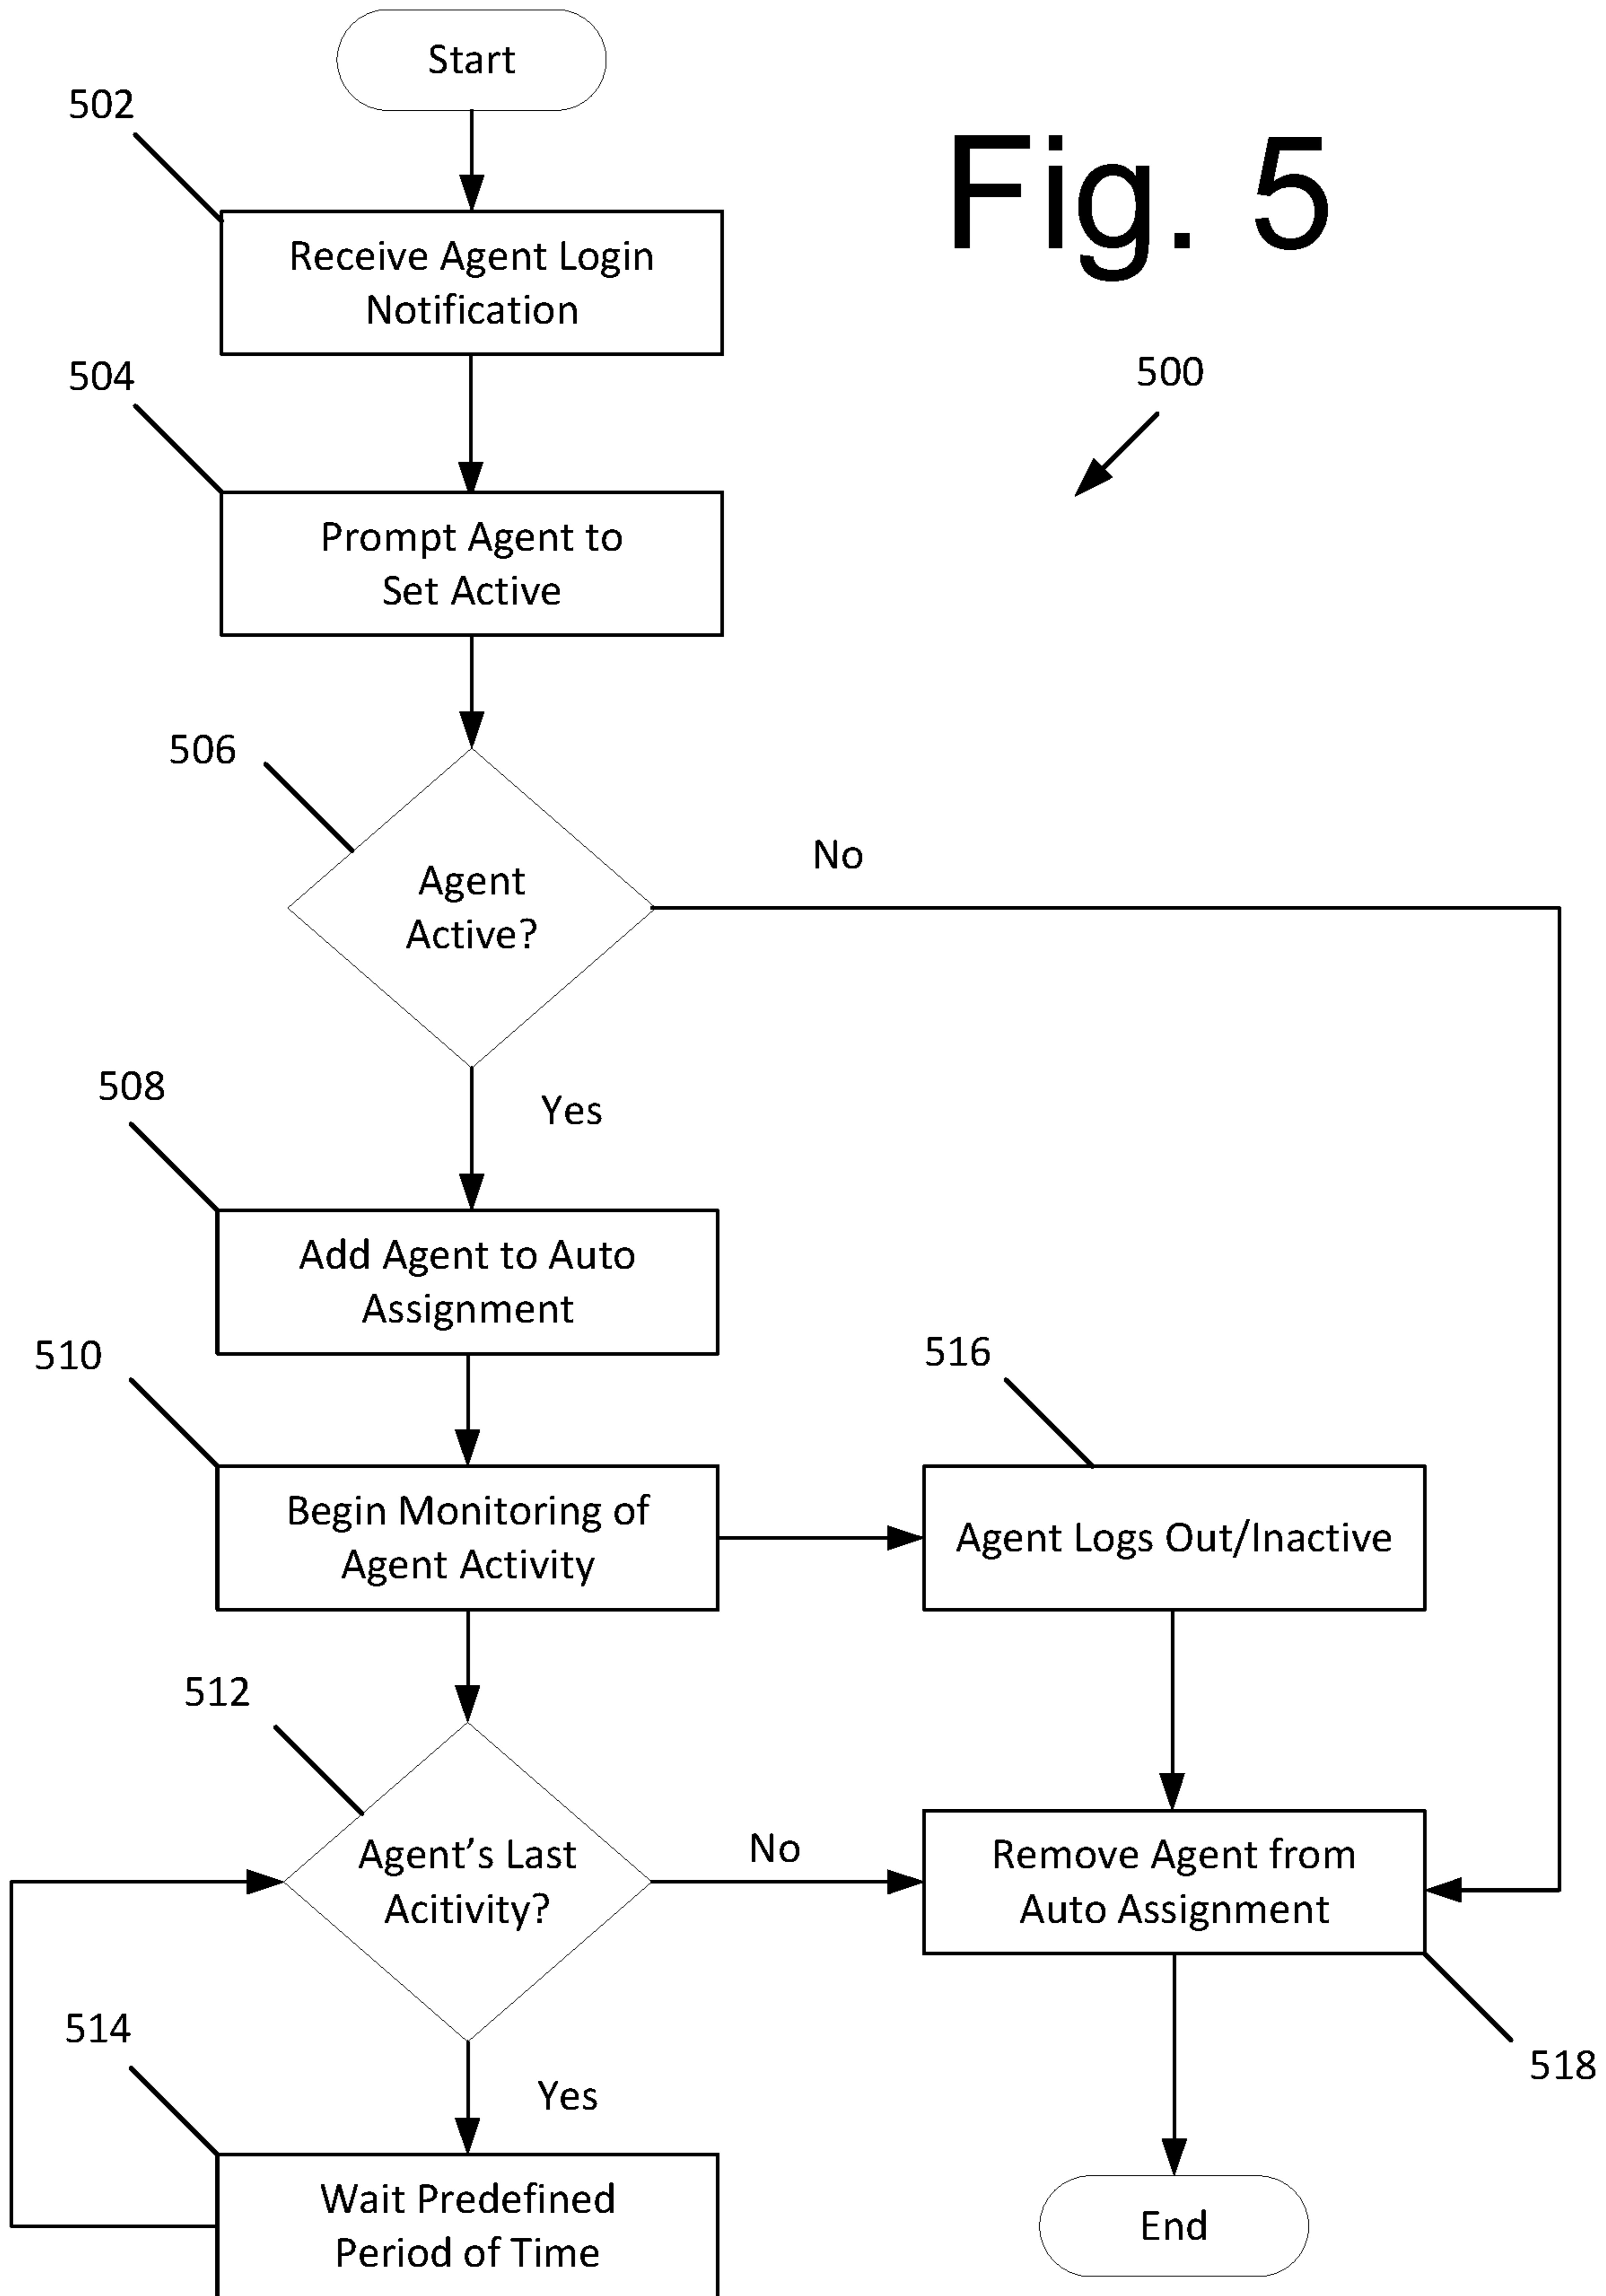 Start
Fig. 5
502
Receive Agent Login
Notification
500
504
Prompt Agent to
Set Active
506
Agent
Active?
No
Yes
508
Add Agent to Auto
Assignment
510
Begin Monitoring of
Agent Activity
516
Agent Logs Out/Inactive
512
Agent’s Last
Acitivity?
No
Remove Agent from
Auto Assignment
518
Yes
514
Wait Predefined
Period of Time
End